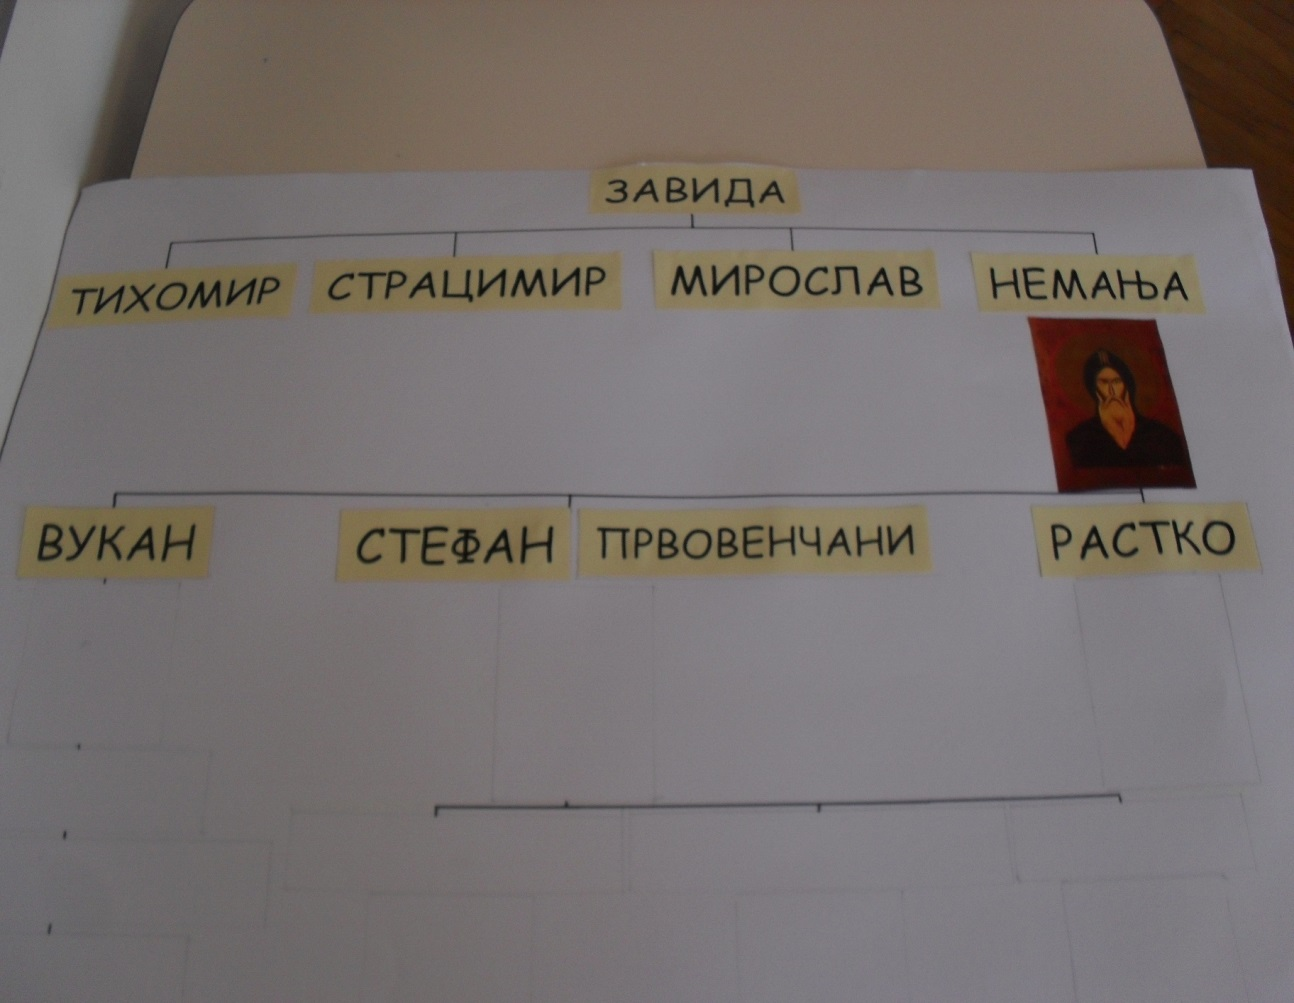 ЗАВИДА
ТИХОМИР СТРАЦИМИР МИРОСЛАВ НЕМАЊА
ВУКАН СТЕФАН ПРВОВЕНЧАНИ РАСТКО